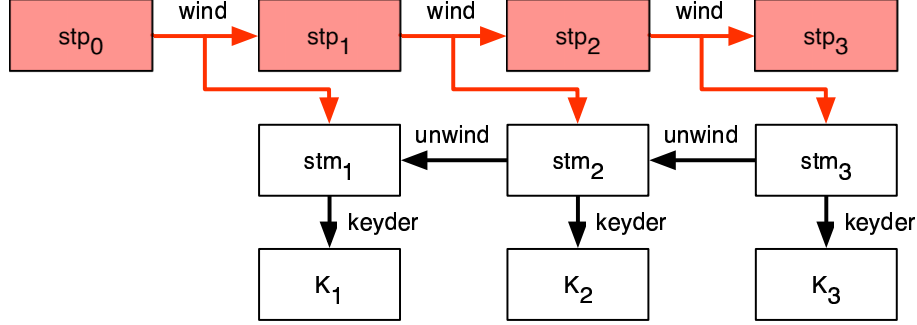 wind wind wind
stp0 stp1 stp2 stp3
unwind unwind
stm1 stm2 stm3
keyder keyder keyder
K1 K2 K3